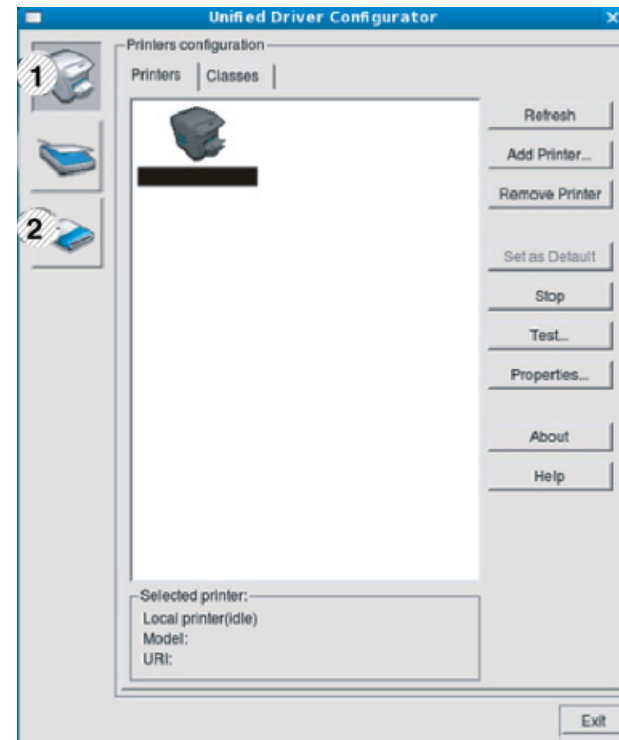 Unified Driver Configurator
1
2
Printers configuration
Printers
Classes
Refresh
Add Printer...
Remove Printer
Set as Default
Stop
Test...
Properties...
About
Help
Selected printer:
Local printer(idle)
Model:
URI:
Exit